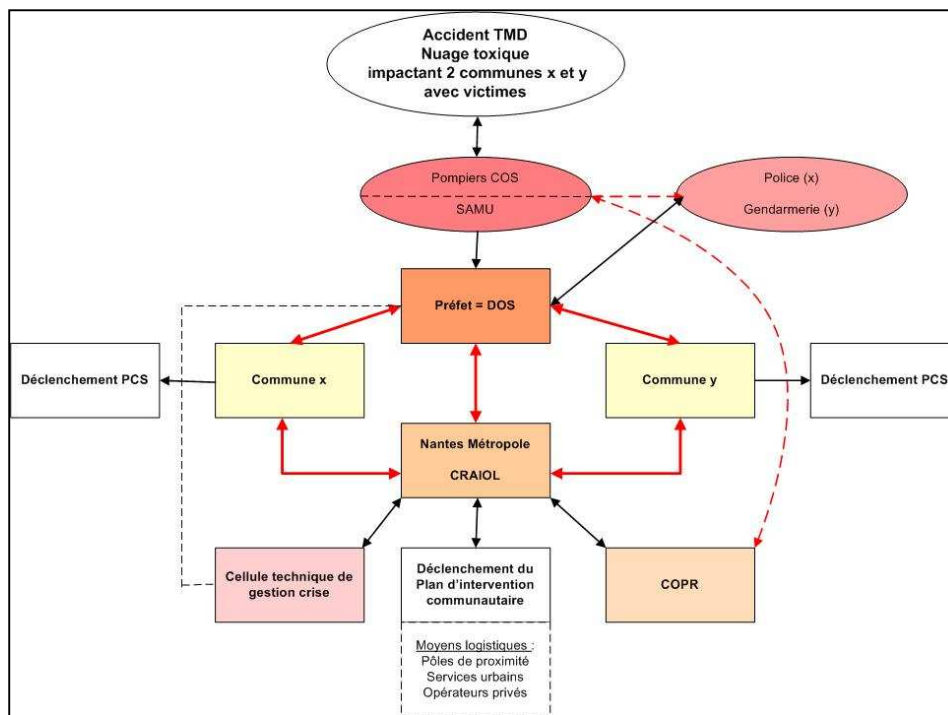 Accident TMD
Nuage toxique
impactant 2 communes x et y
avec victimes
Pompiers COS
SAMU
Police (x)
Gendarmerie (y)
Préfet = DOS
Déclenchement PCS
Commune x
Commune y
Déclenchement PCS
Nantes Métropole
CRAIOL
Cellule technique de
gestion crise
Déclenchement du
Plan d'intervention
communautaire
COPR
Moyens logistiques :
Pôles de proximité
Services urbains
Opérateurs privés